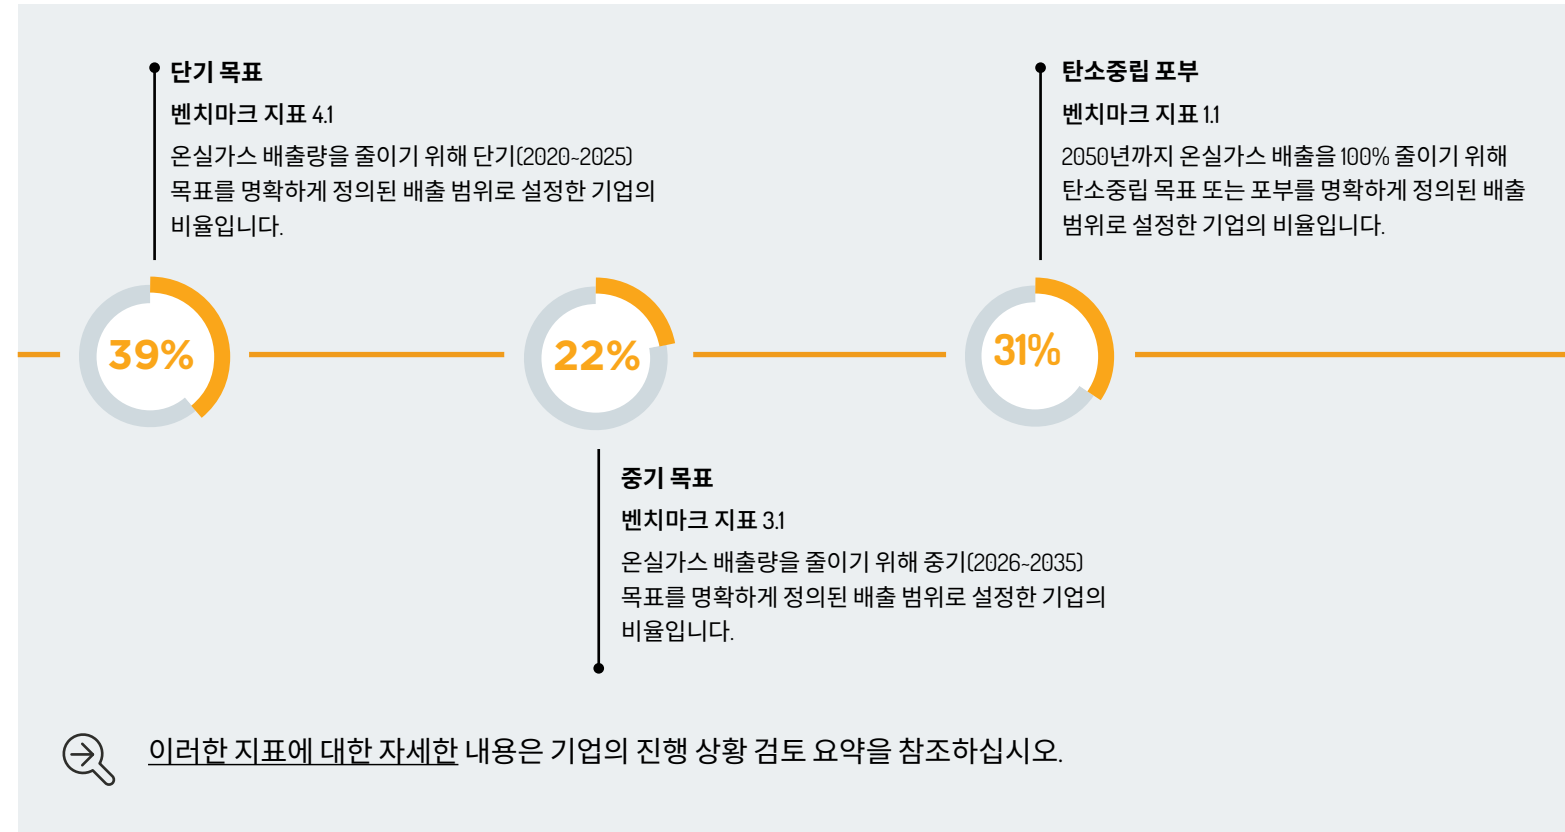 단기 목표
벤치마크 지표 4.1
온실가스 배출량을 줄이기 위해 단기(2020~2025)
목표를 명확하게 정의된 배출 범위로 설정한 기업의
비율입니다.
탄소중립 포부
벤치마크 지표 1.1
2050년까지 온실가스 배출을 100% 줄이기 위해
탄소중립 목표 또는 포부를 명확하게 정의된 배출
범위로 설정한 기업의 비율입니다.
39%
22%
31%
중기 목표
벤치마크 지표 3.1
온실가스 배출량을 줄이기 위해 중기(2026~2035)
목표를 명확하게 정의된 배출 범위로 설정한 기업의
비율입니다.
이러한 지표에 대한 자세한 내용은 기업의 진행 상황 검토 요약을 참조하십시오.